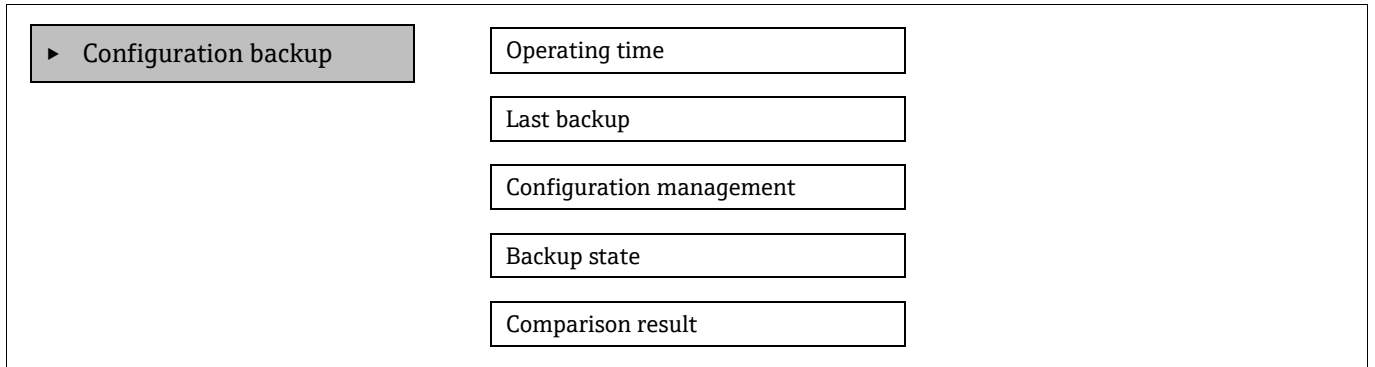 ▶ Configuration backup
Operating time
Last backup
Configuration management
Backup state
Comparison result